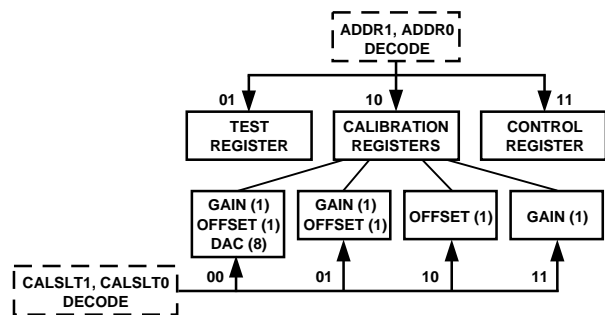 ADDR1, ADDR0
DECODE
01
10
11
TEST
REGISTER
CALIBRATION
REGISTERS
CONTROL
REGISTER
GAIN (1)
OFFSET (1)
DAC (8)
GAIN (1)
OFFSET (1)
OFFSET (1)
GAIN (1)
CALSLT1, CALSLT0
DECODE
00
01
10
11